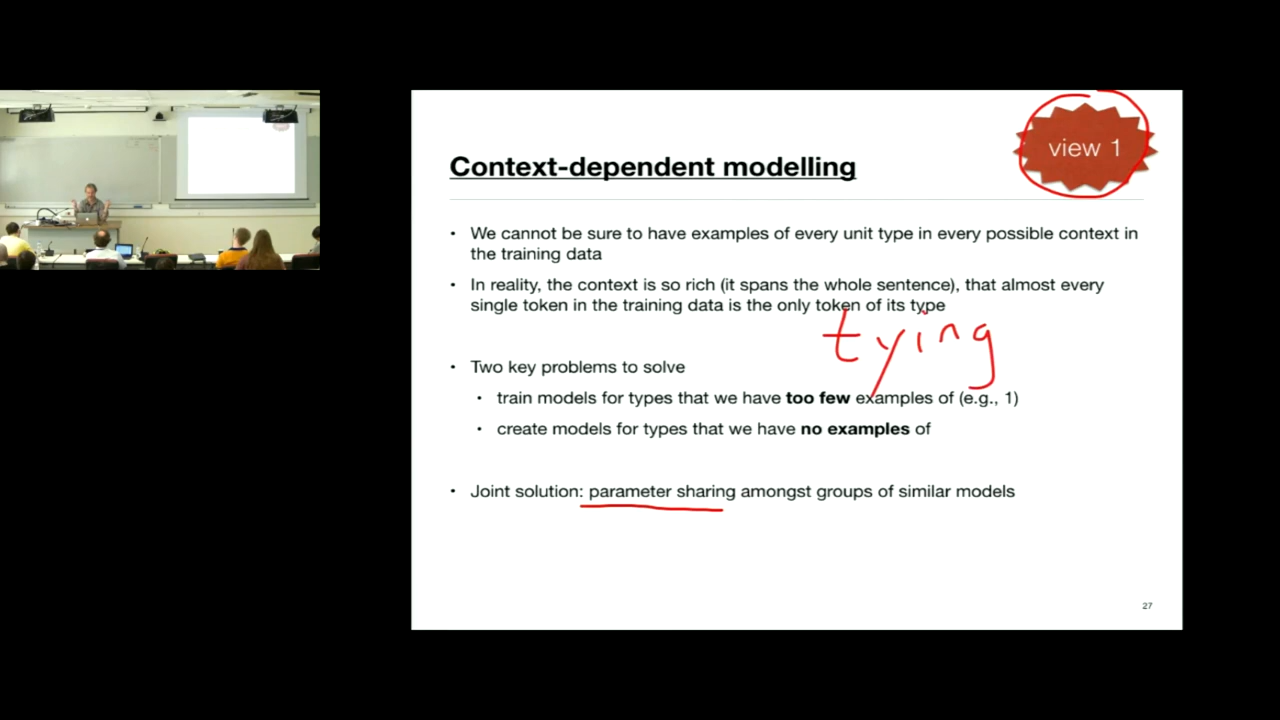 view 1
Context-dependent modelling
• We cannot be sure to have examples of every unit type in every possible context in
the training data
• In reality, the context is so rich (it spans the whole sentence), that almost every
single token in the training data is the only token of its type
tying
• Two key problems to solve
• train models for types that we have too few examples of (e.g., 1)
• create models for types that we have no examples of
• Joint solution: parameter sharing amongst groups of similar models
27